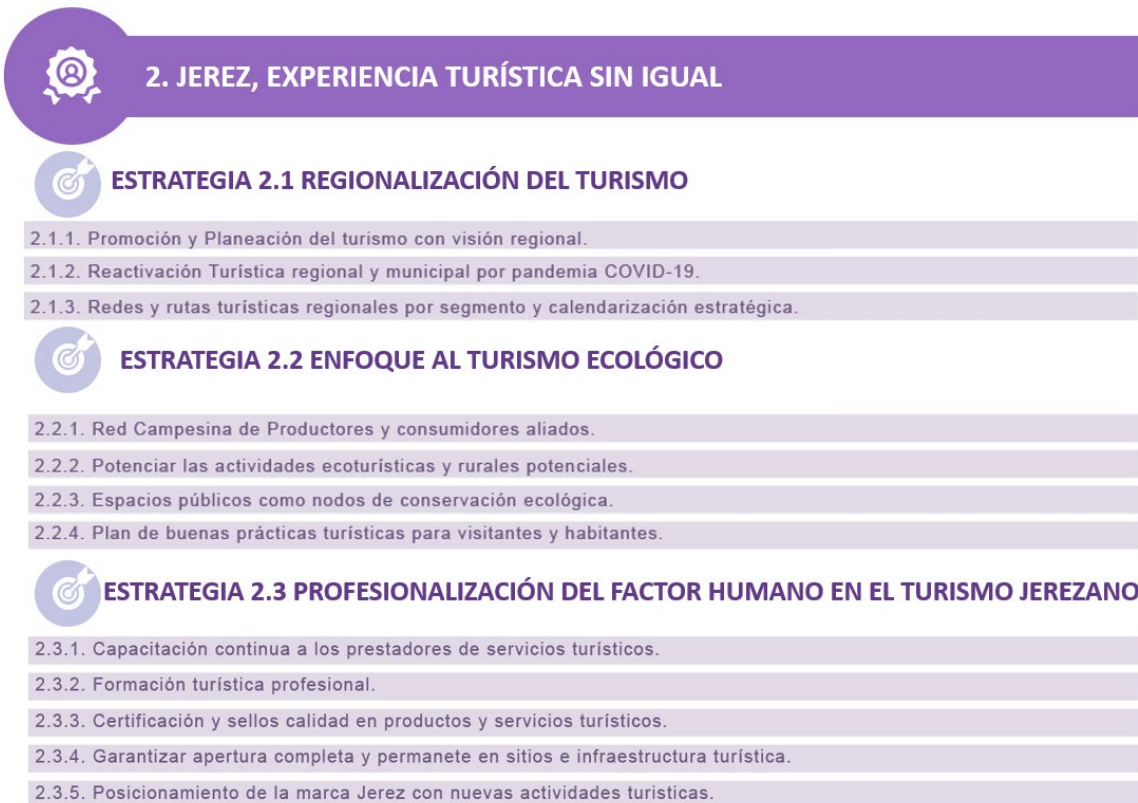 2. JEREZ, EXPERIENCIA TURÍSTICA SIN IGUAL
ESTRATEGIA 2.1 REGIONALIZACIÓN DEL TURISMO
2.1.1. Promoción y Planeación del turismo con visión regional.
2.1.2. Reactivación Turística regional y municipal por pandemia COVID-19.
2.1.3. Redes y rutas turísticas regionales por segmento y calendarización estratégica.
ESTRATEGIA 2.2 ENFOQUE AL TURISMO ECOLÓGICO
2.2.1. Red Campesina de Productores y consumidores aliados.
2.2.2. Potenciar las actividades ecoturísticas y rurales potenciales.
2.2.3. Espacios públicos como nodos de conservación ecológica.
2.2.4. Plan de buenas prácticas turísticas para visitantes y habitantes.
ESTRATEGIA 2.3 PROFESIONALIZACIÓN DEL FACTOR HUMANO EN EL TURISMO JEREZANO
2.3.1. Capacitación continua a los prestadores de servicios turísticos.
2.3.2. Formación turística profesional.
2.3.3. Certificación y sellos calidad en productos y servicios turísticos.
2.3.4. Garantizar apertura completa y permanete en sitios e infraestructura turística.
2.3.5. Posicionamiento de la marca Jerez con nuevas actividades turisticas.